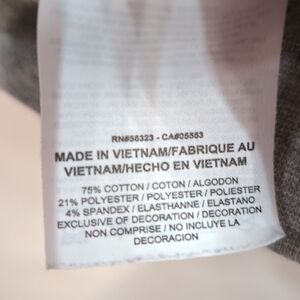 RN#56323 - CA#05553
MADE IN VIETNAM/FABRIQUE AU
VIETNAM/HECHO EN VIETNAM
75% COTTON / COTON / ALGODON
21% POLYESTER / POLYESTER / POLIESTER
4% SPANDEX / ELASTHANNE / ELASTANO
EXCLUSIVE OF DECORATION / DECORATION
NON COMPRISE / NO INCLUYE LA
DECORACION